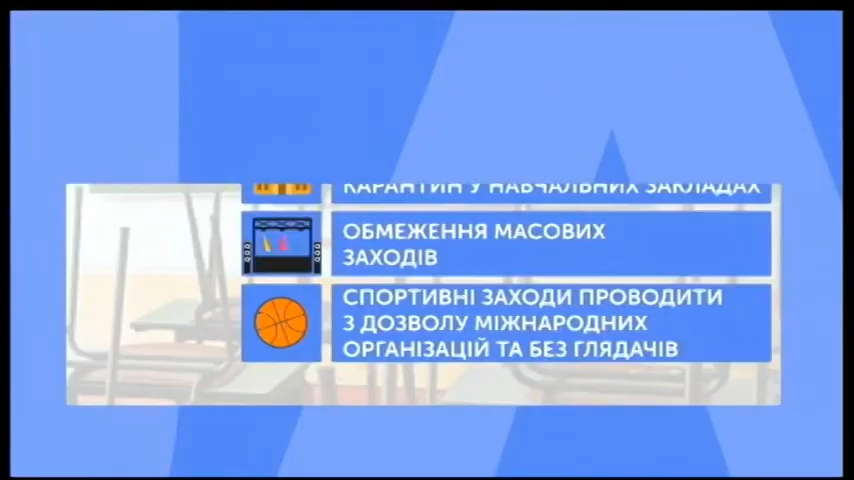 КАРАНТИН У НАВЧАЛЬНИХ ЗАКЛАДАХ
ОБМЕЖЕННЯ МАСОВИХ
ЗАХОДІВ
СПОРТИВНІ ЗАХОДИ ПРОВОДИТИ
З ДОЗВОЛУ МІЖНАРОДНИХ
ОРГАНІЗАЦІЙ ТА БЕЗ ГЛЯДАЧІВ